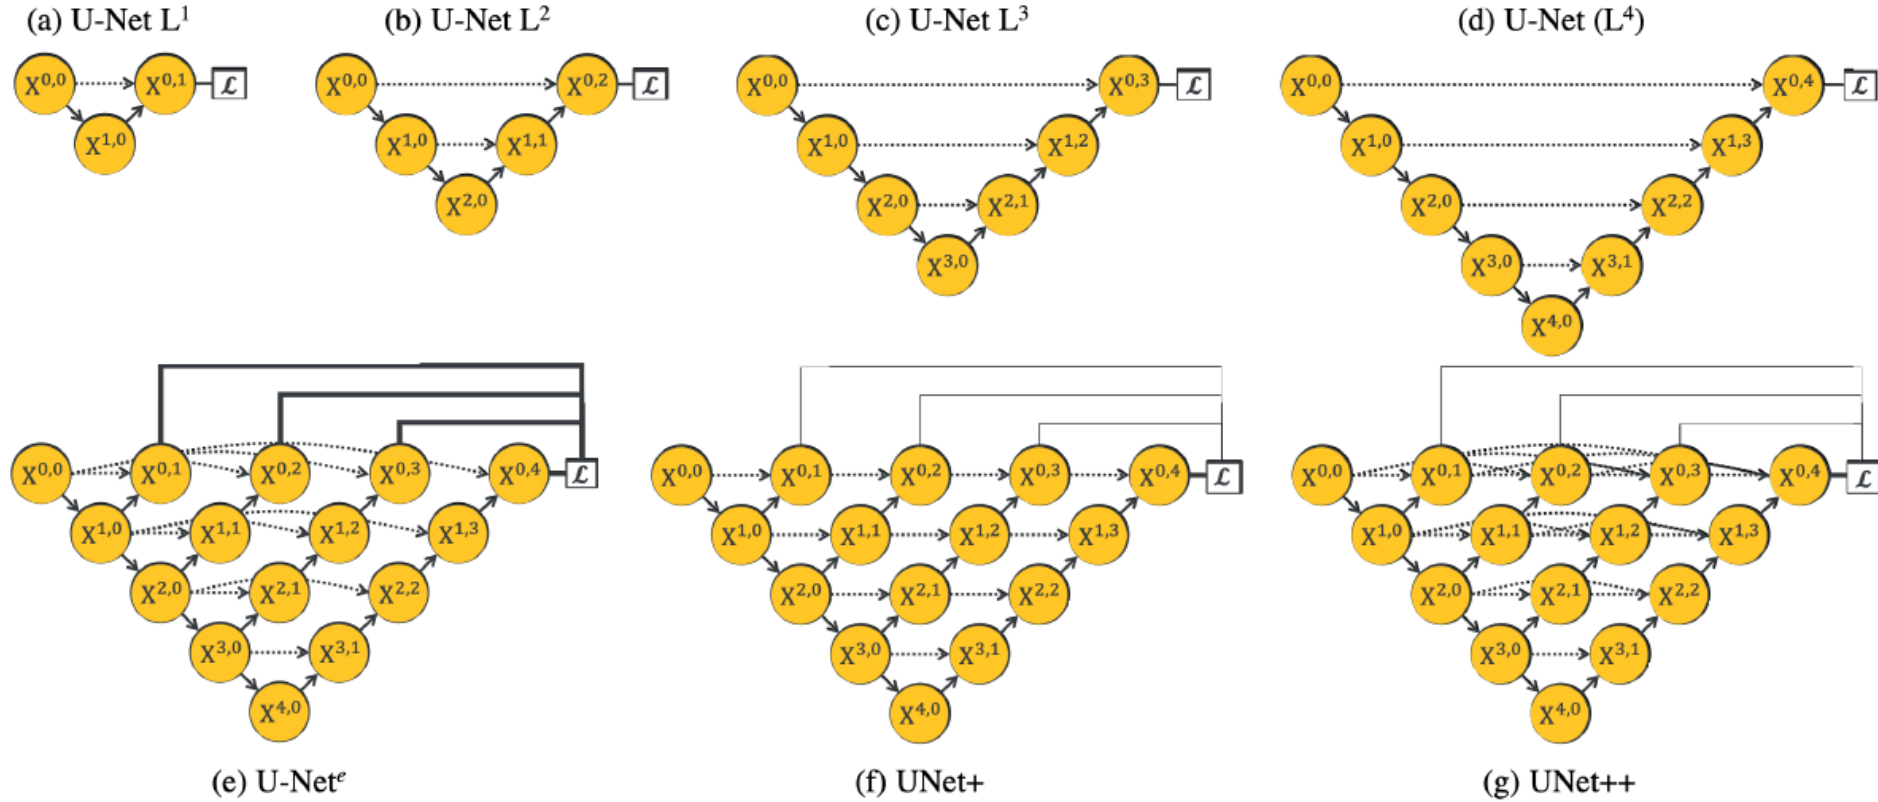 (a) U-Net L¹ (b) U-Net L² (c) U-Net L³ (d) U-Net (L⁴)
X⁰,⁰ X⁰,¹ ℒ X⁰,⁰ X⁰,² ℒ X⁰,⁰ X⁰,³ ℒ X⁰,⁰ X⁰,⁴ ℒ
X¹,⁰ X¹,⁰ X¹,¹ X¹,⁰ X¹,² X¹,⁰ X¹,³
X²,⁰ X²,⁰ X²,¹ X²,⁰ X²,²
X³,⁰ X³,⁰ X³,¹
X⁴,⁰
X⁰,⁰ X⁰,¹ X⁰,² X⁰,³ X⁰,⁴ ℒ X⁰,⁰ X⁰,¹ X⁰,² X⁰,³ X⁰,⁴ ℒ X⁰,⁰ X⁰,¹ X⁰,² X⁰,³ X⁰,⁴ ℒ
X¹,⁰ X¹,¹ X¹,² X¹,³ X¹,⁰ X¹,¹ X¹,² X¹,³ X¹,⁰ X¹,¹ X¹,² X¹,³
X²,⁰ X²,¹ X²,² X²,⁰ X²,¹ X²,² X²,⁰ X²,¹ X²,²
X³,⁰ X³,¹ X³,⁰ X³,¹ X³,⁰ X³,¹
X⁴,⁰ X⁴,⁰ X⁴,⁰
(e) U-Netᵉ (f) UNet+ (g) UNet++